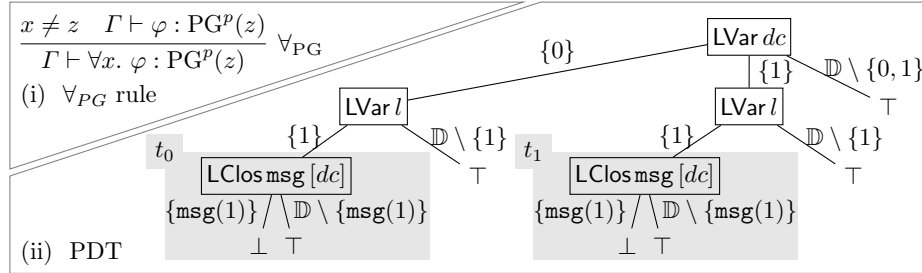 x ≠ z Γ ⊢ φ : PG^p(z)
Γ ⊢ ∀x. φ : PG^p(z) ∀_PG
(i) ∀_PG rule
LVar dc
{0} {1} 𝔻 \ {0, 1}
LVar l LVar l ⊤
{1} 𝔻 \ {1} {1} 𝔻 \ {1}
t_0 ⊤ t_1 ⊤
LClos msg [dc] LClos msg [dc]
{msg(1)} 𝔻 \ {msg(1)} {msg(1)} 𝔻 \ {msg(1)}
⊥ ⊤ ⊥ ⊤
(ii) PDT